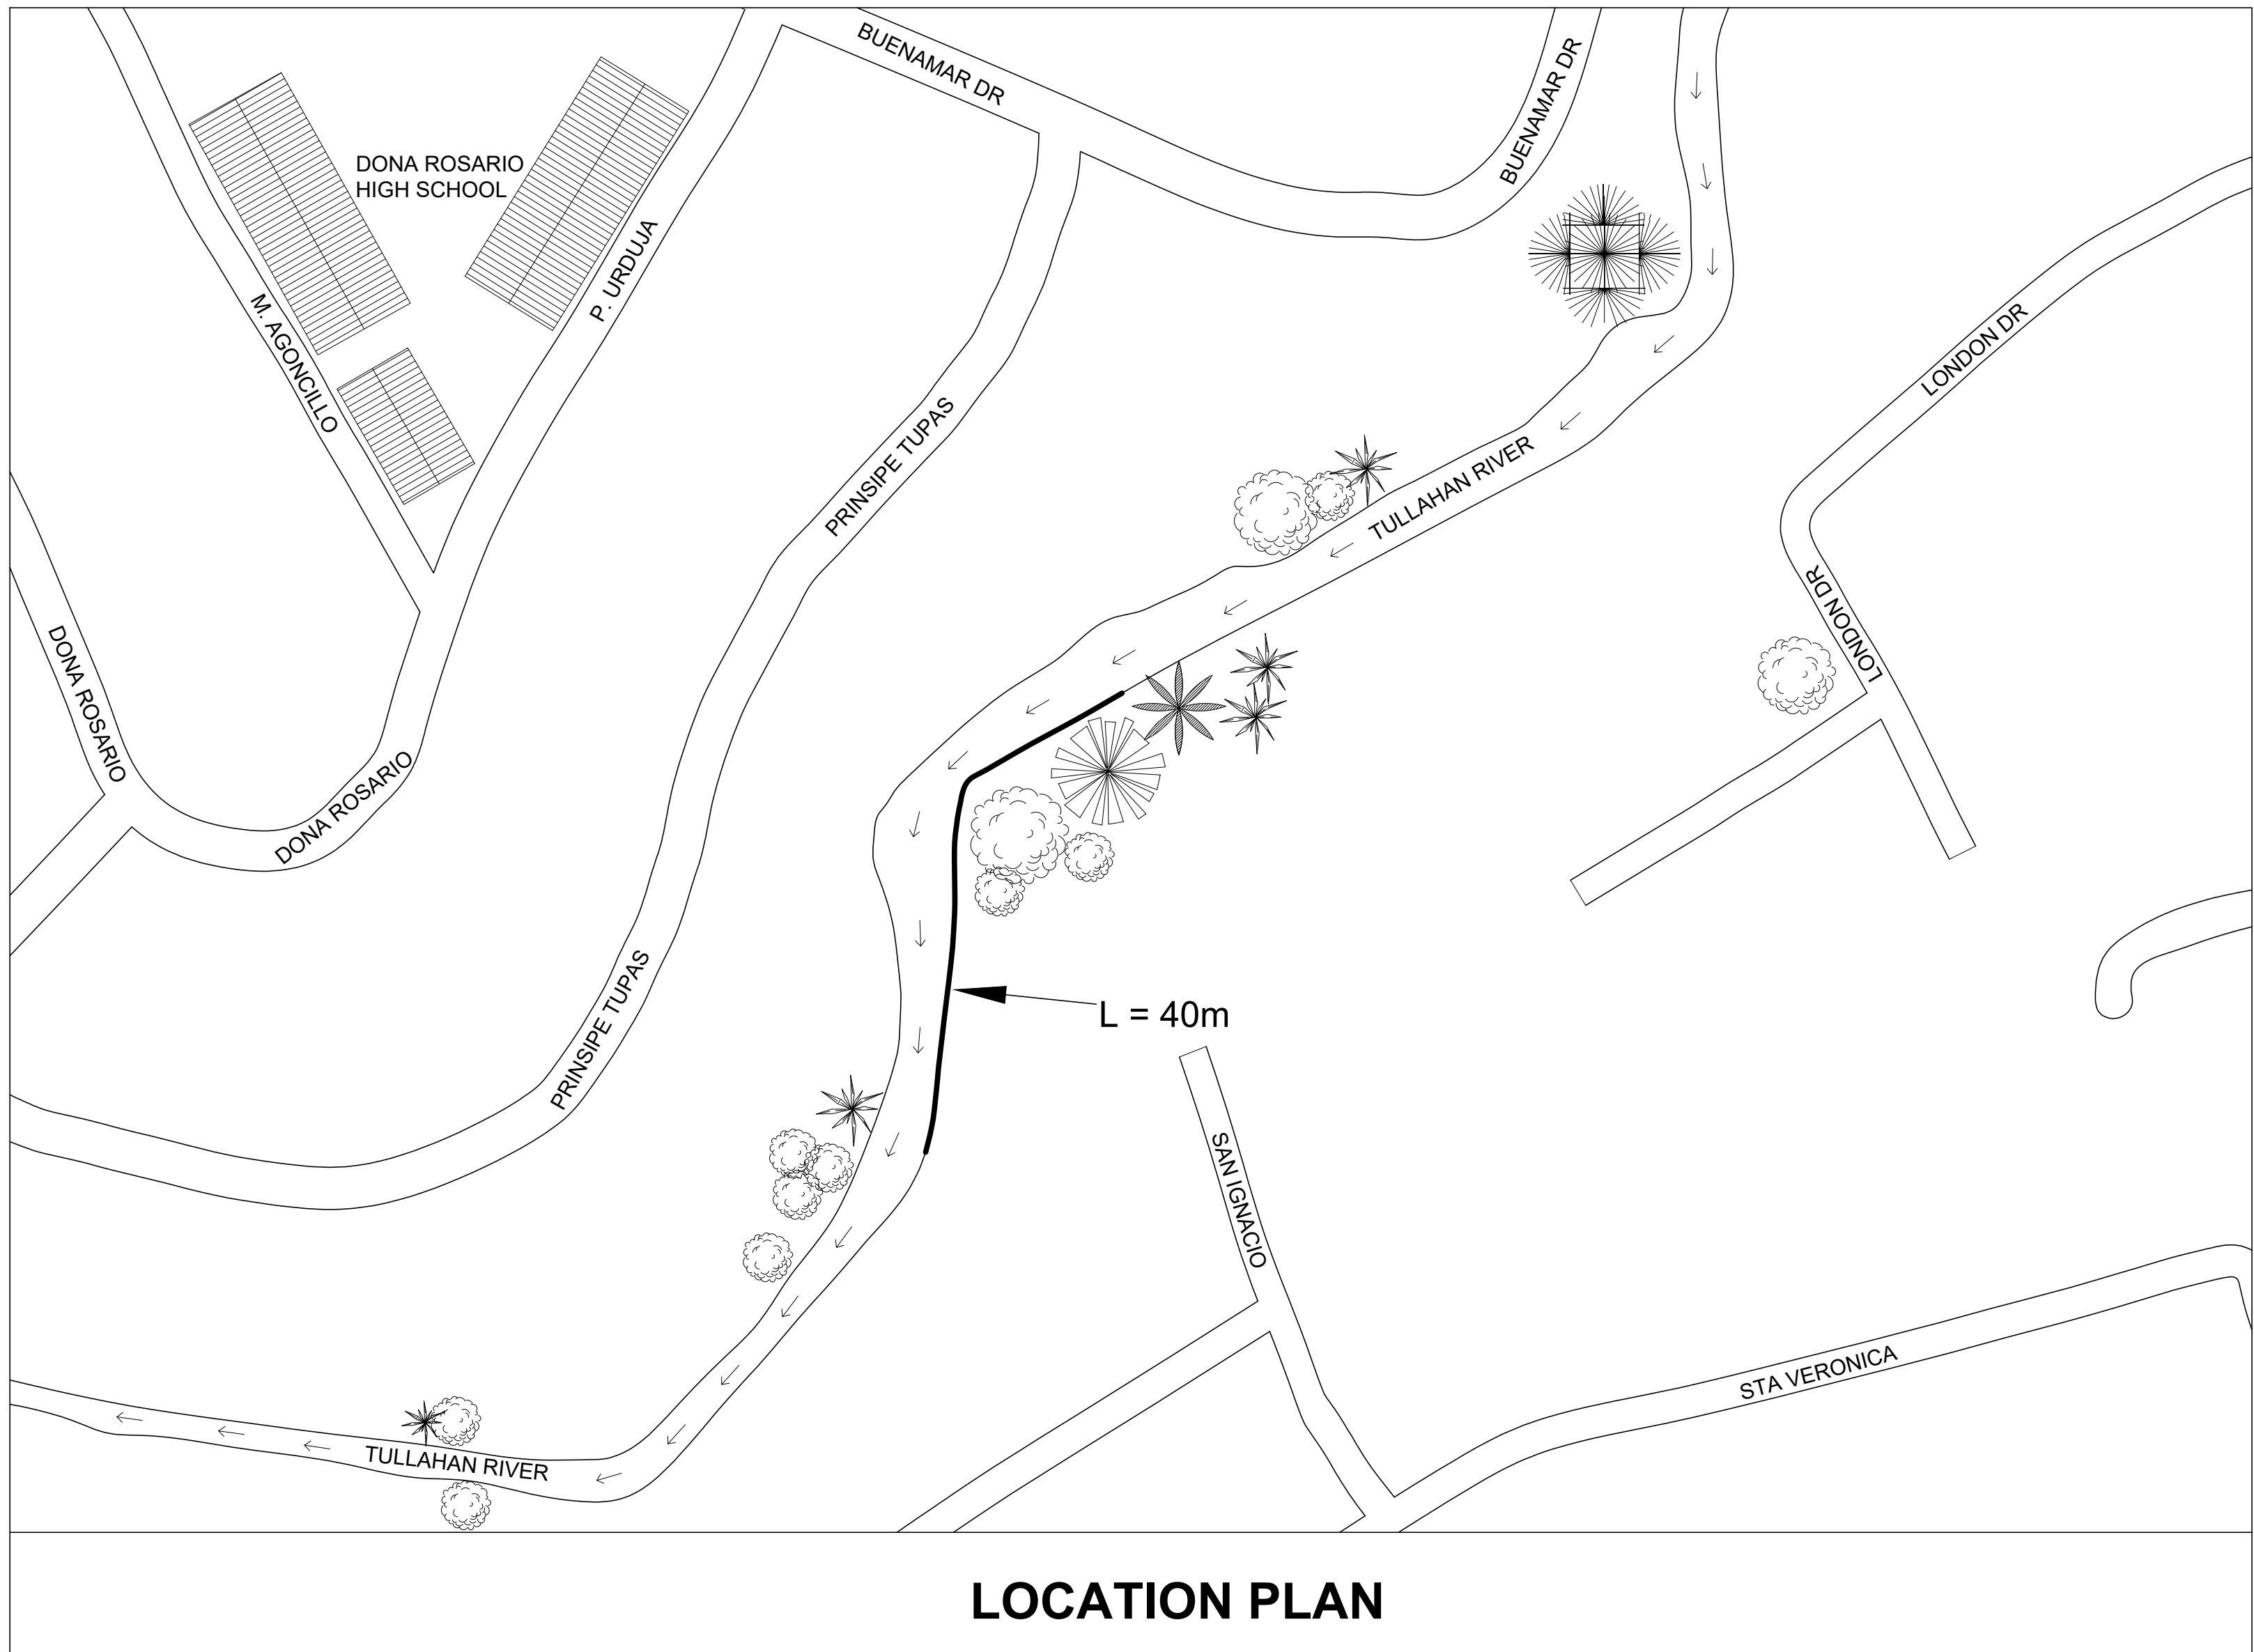 BUENAMAR DR
BUENAMAR DR
DONA ROSARIO
HIGH SCHOOL
P. URDUJA
M. AGONCILLO
LONDON DR
PRINSIPE TUPAS
TULLAHAN RIVER
LONDON DR
DONA ROSARIO
DONA ROSARIO
L = 40m
PRINSIPE TUPAS
SAN IGNACIO
STA VERONICA
TULLAHAN RIVER
LOCATION PLAN